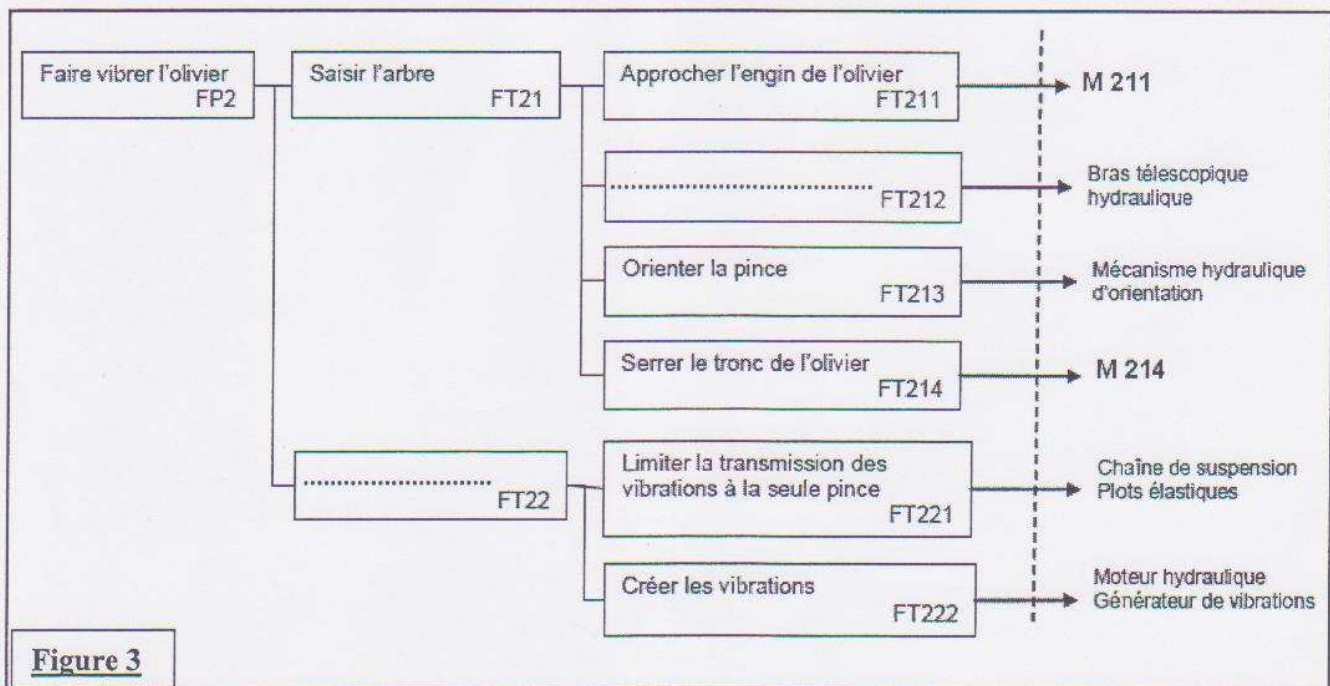 Faire vibrer l'olivier
FP2
Saisir l'arbre
FT21
Approcher l'engin de l'olivier
FT211
M 211
................................
FT212
Bras télescopique
hydraulique
Orienter la pince
FT213
Mécanisme hydraulique
d'orientation
Serrer le tronc de l'olivier
FT214
M 214
.......................
FT22
Limiter la transmission des
vibrations à la seule pince
FT221
Chaîne de suspension
Plots élastiques
Créer les vibrations
FT222
Moteur hydraulique
Générateur de vibrations
Figure 3